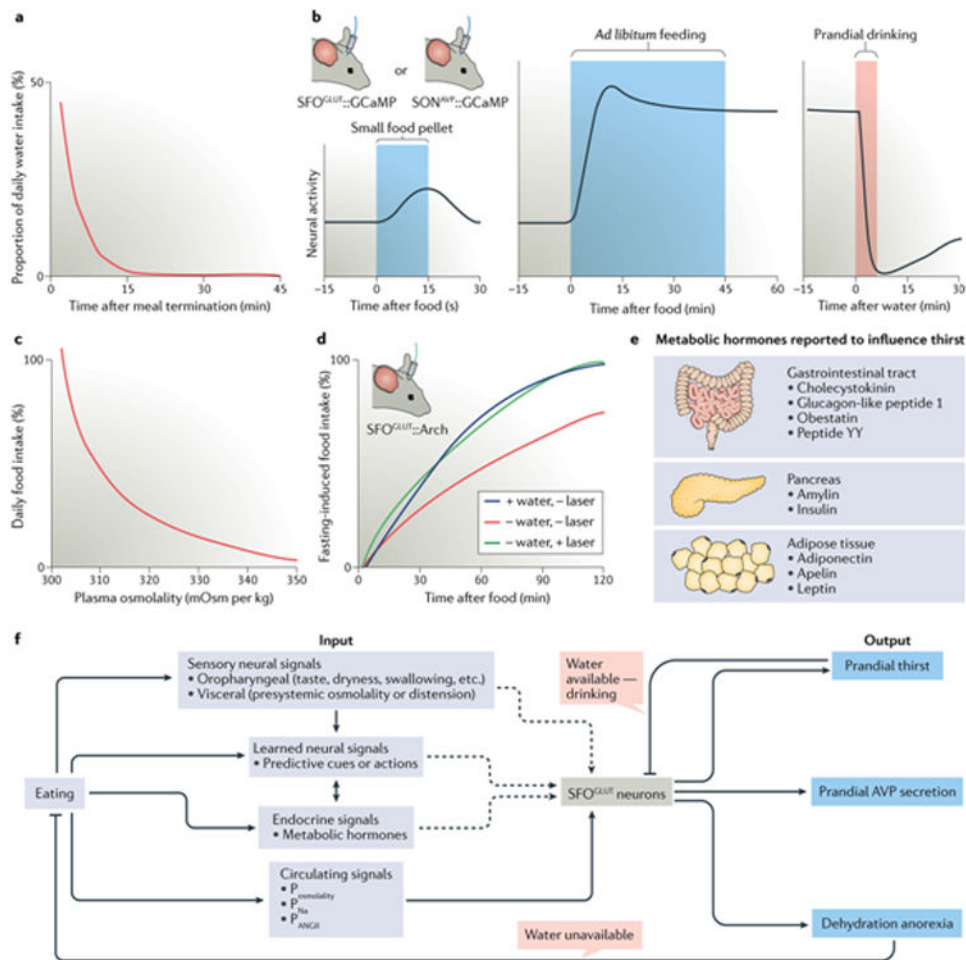 a
Proportion of daily water intake (%)
50
0
0
15
30
45
Time after meal termination (min)
b
SFO^GLUT::GCaMP
or
SON^AVP::GCaMP
Small food pellet
Neural activity
–15
0
15
30
Time after food (s)
Ad libitum feeding
–15
0
15
30
45
60
Time after food (min)
Prandial drinking
–15
0
15
30
Time after water (min)
c
Daily food intake (%)
100
0
300
310
320
330
340
350
Plasma osmolality (mOsm per kg)
d
Fasting-induced food intake (%)
100
0
SFO^GLUT::Arch
+ water, – laser
– water, – laser
– water, + laser
0
30
60
90
120
Time after food (min)
e Metabolic hormones reported to influence thirst
Gastrointestinal tract
• Cholecystokinin
• Glucagon-like peptide 1
• Obestatin
• Peptide YY
Pancreas
• Amylin
• Insulin
Adipose tissue
• Adiponectin
• Apelin
• Leptin
f
Input
Output
Sensory neural signals
• Oropharyngeal (taste, dryness, swallowing, etc.)
• Visceral (presystemic osmolality or distension)
Water
available —
drinking
Prandial thirst
Learned neural signals
• Predictive cues or actions
Eating
SFO^GLUT neurons
Prandial AVP secretion
Endocrine signals
• Metabolic hormones
Circulating signals
• P_osmolality
• P_Na
• P_ANGII
Dehydration anorexia
Water unavailable